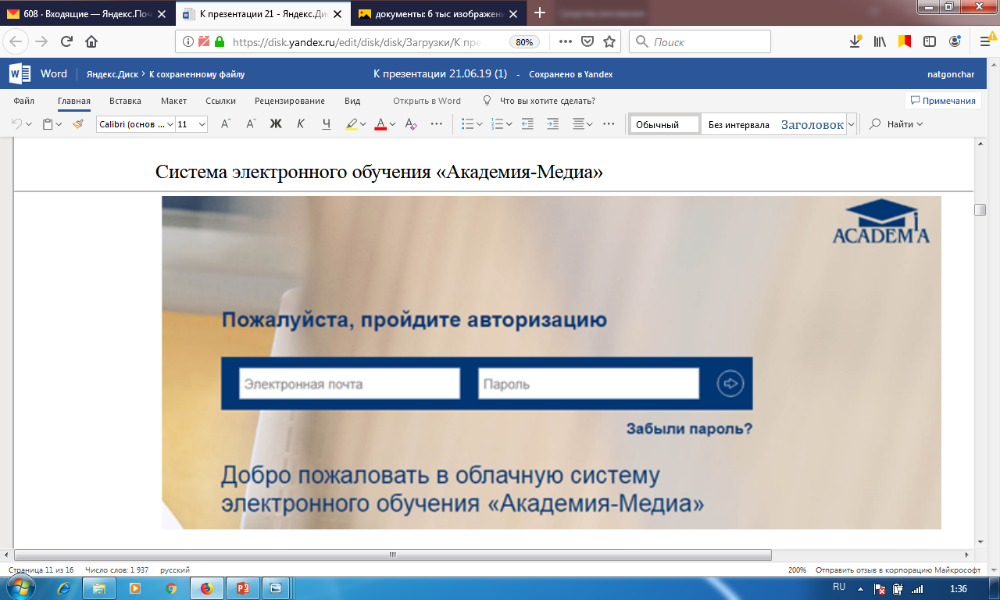 608 · Входящие — Яндекс.Поч
К презентации 21 - Яндекс.Ди
документы: 6 тыс изображени
https://disk.yandex.ru/edit/disk/disk/Загрузки/К пре
80%
Поиск
Word
Яндекс.Диск › К сохраненному файлу
К презентации 21.06.19 (1) - Сохранено в Yandex
natgonchar
Файл Главная Вставка Макет Ссылки Рецензирование Вид Открыть в Word Что вы хотите сделать? Примечания
Calibri (основ ... 11 Ж К Ч А Обычный Без интервала Заголовок Найти
Система электронного обучения «Академия-Медиа»
ACADEMIA
Пожалуйста, пройдите авторизацию
Электронная почта Пароль
Забыли пароль?
Добро пожаловать в облачную систему
электронного обучения «Академия-Медиа»
Страница 11 из 16 Число слов: 1 937 русский 200% Отправить отзыв в корпорацию Майкрософт
RU 1:36